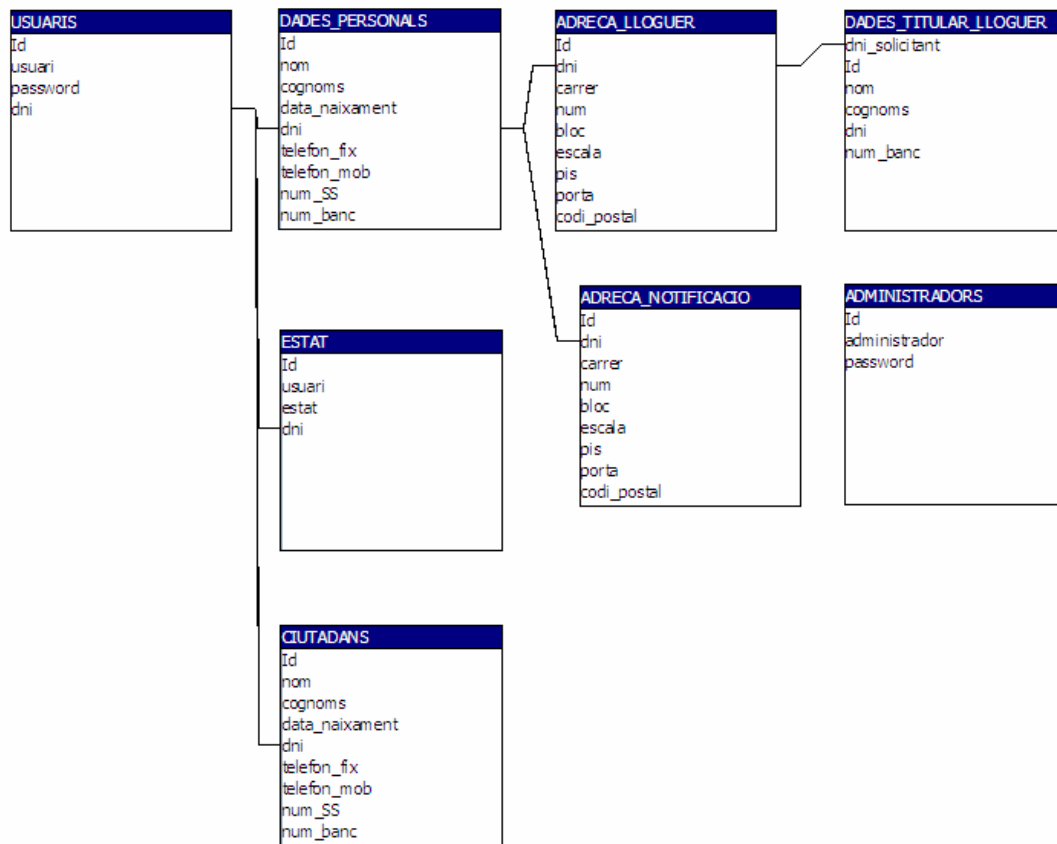 USUARIS
Id
usuari
password
dni
DADES_PERSONALS
Id
nom
cognoms
data_naixament
dni
telefon_fix
telefon_mob
num_SS
num_banc
ADRECA_LLOGUER
Id
dni
carrer
num
bloc
escala
pis
porta
codi_postal
DADES_TITULAR_LLOGUER
dni_solicitant
Id
nom
cognoms
dni
num_banc
ESTAT
Id
usuari
estat
dni
ADRECA_NOTIFICACIO
Id
dni
carrer
num
bloc
escala
pis
porta
codi_postal
ADMINISTRADORS
Id
administrador
password
CIUTADANS
Id
nom
cognoms
data_naixament
dni
telefon_fix
telefon_mob
num_SS
num_banc